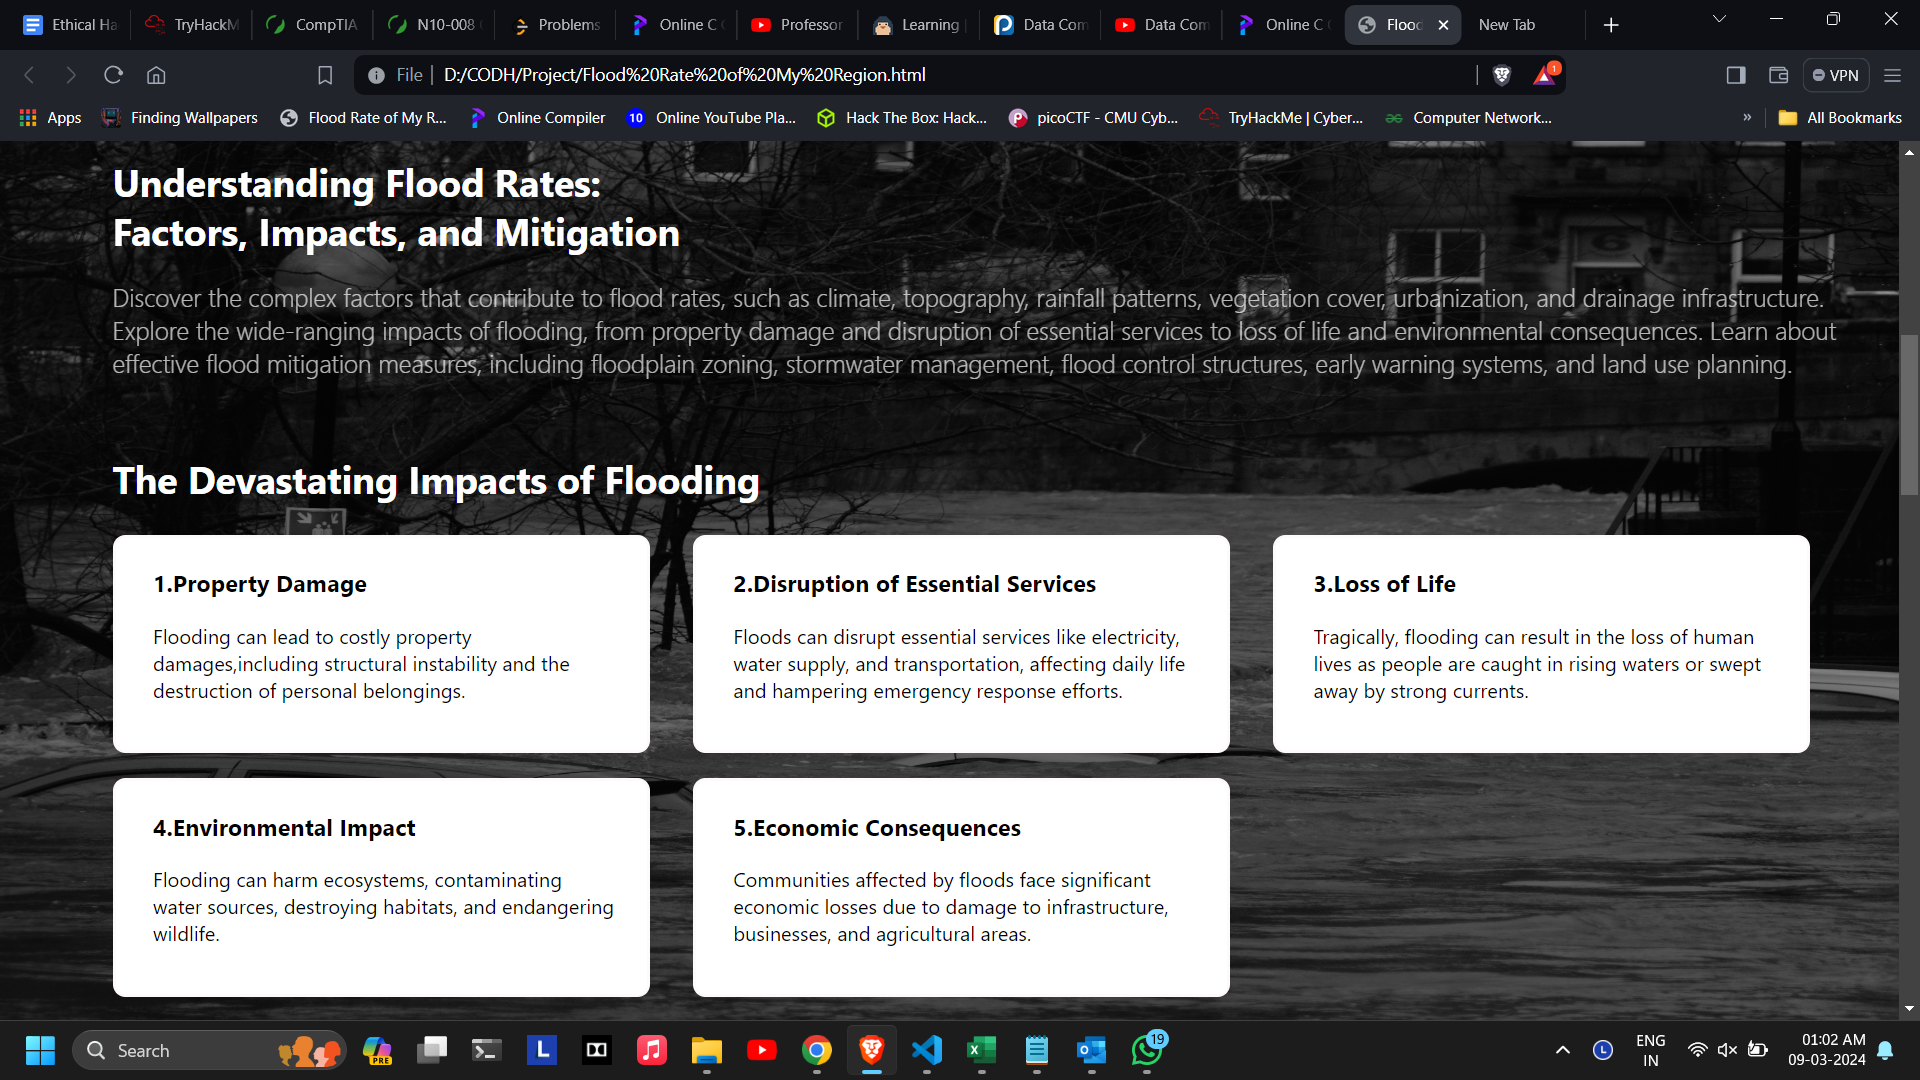 Ethical Ha
TryHackM
CompTIA
N10-008
Problems
Online C
Professor
Learning
Data Com
Data Com
Online C
Flood
New Tab
File
D:/CODH/Project/Flood%20Rate%20of%20My%20Region.html
1
VPN
Apps
Finding Wallpapers
Flood Rate of My R...
Online Compiler
10
Online YouTube Pla...
Hack The Box: Hack...
picoCTF - CMU Cyb...
TryHackMe | Cyber...
Computer Network...
»
All Bookmarks
Understanding Flood Rates:
Factors, Impacts, and Mitigation
Discover the complex factors that contribute to flood rates, such as climate, topography, rainfall patterns, vegetation cover, urbanization, and drainage infrastructure.
Explore the wide-ranging impacts of flooding, from property damage and disruption of essential services to loss of life and environmental consequences. Learn about
effective flood mitigation measures, including floodplain zoning, stormwater management, flood control structures, early warning systems, and land use planning.
The Devastating Impacts of Flooding
1.Property Damage
Flooding can lead to costly property
damages,including structural instability and the
destruction of personal belongings.
2.Disruption of Essential Services
Floods can disrupt essential services like electricity,
water supply, and transportation, affecting daily life
and hampering emergency response efforts.
3.Loss of Life
Tragically, flooding can result in the loss of human
lives as people are caught in rising waters or swept
away by strong currents.
4.Environmental Impact
Flooding can harm ecosystems, contaminating
water sources, destroying habitats, and endangering
wildlife.
5.Economic Consequences
Communities affected by floods face significant
economic losses due to damage to infrastructure,
businesses, and agricultural areas.
Search
PRE
L
19
L
ENG
IN
01:02 AM
09-03-2024